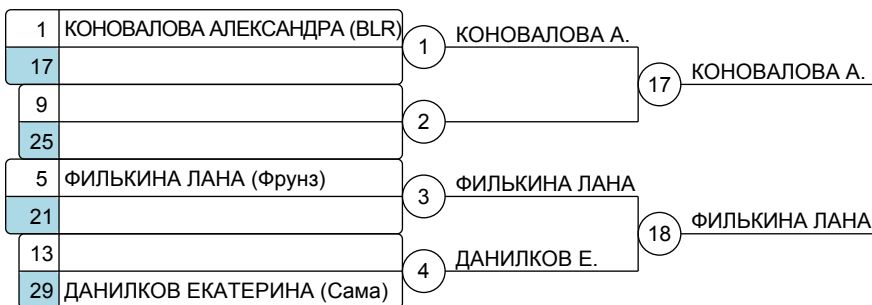 1 КОНОВАЛОВА АЛЕКСАНДРА (BLR)
17
1 КОНОВАЛОВА А.
9
25
2
17 КОНОВАЛОВА А.
5 ФИЛЬКИНА ЛАНА (Фрунз)
21
3 ФИЛЬКИНА ЛАНА
13
29 ДАНИЛКОВ ЕКАТЕРИНА (Сама)
4 ДАНИЛКОВ Е.
18 ФИЛЬКИНА ЛАНА